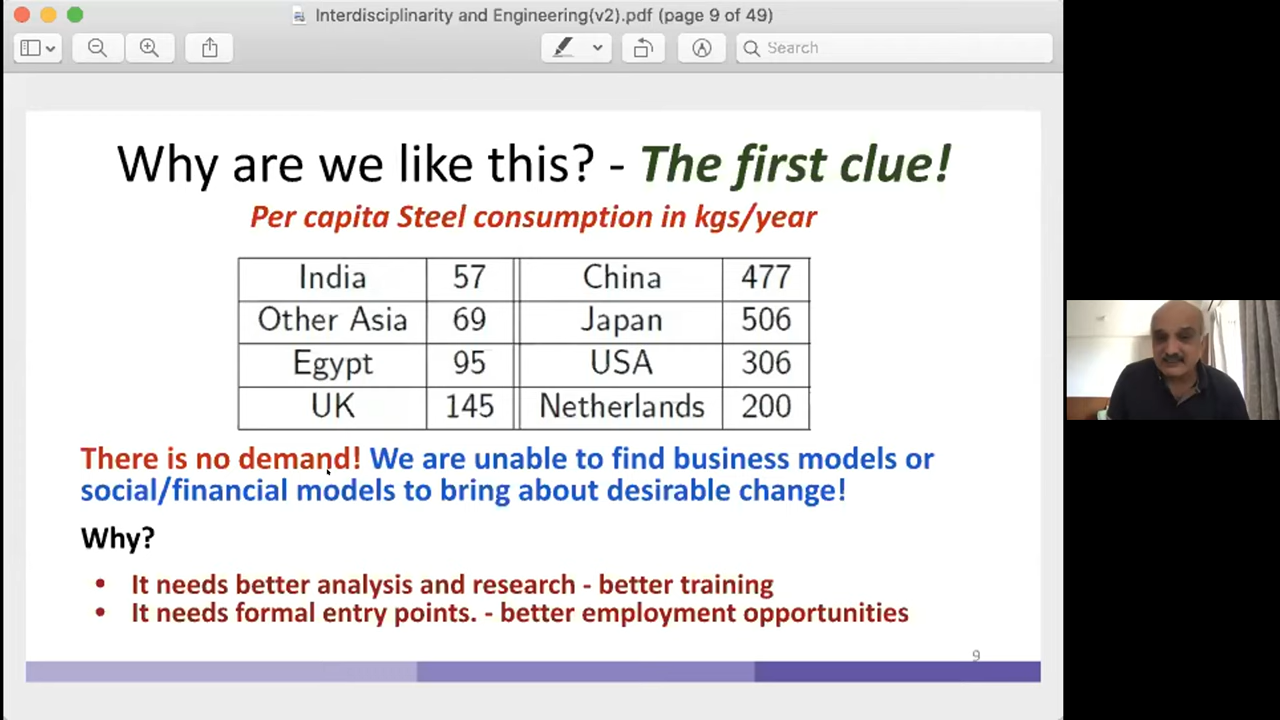 Interdisciplinarity and Engineering(v2).pdf (page 9 of 49)
Search
Why are we like this? - The first clue!
Per capita Steel consumption in kgs/year
India 57 China 477
Other Asia 69 Japan 506
Egypt 95 USA 306
UK 145 Netherlands 200
There is no demand! We are unable to find business models or
social/financial models to bring about desirable change!
Why?
• It needs better analysis and research - better training
• It needs formal entry points. - better employment opportunities
9